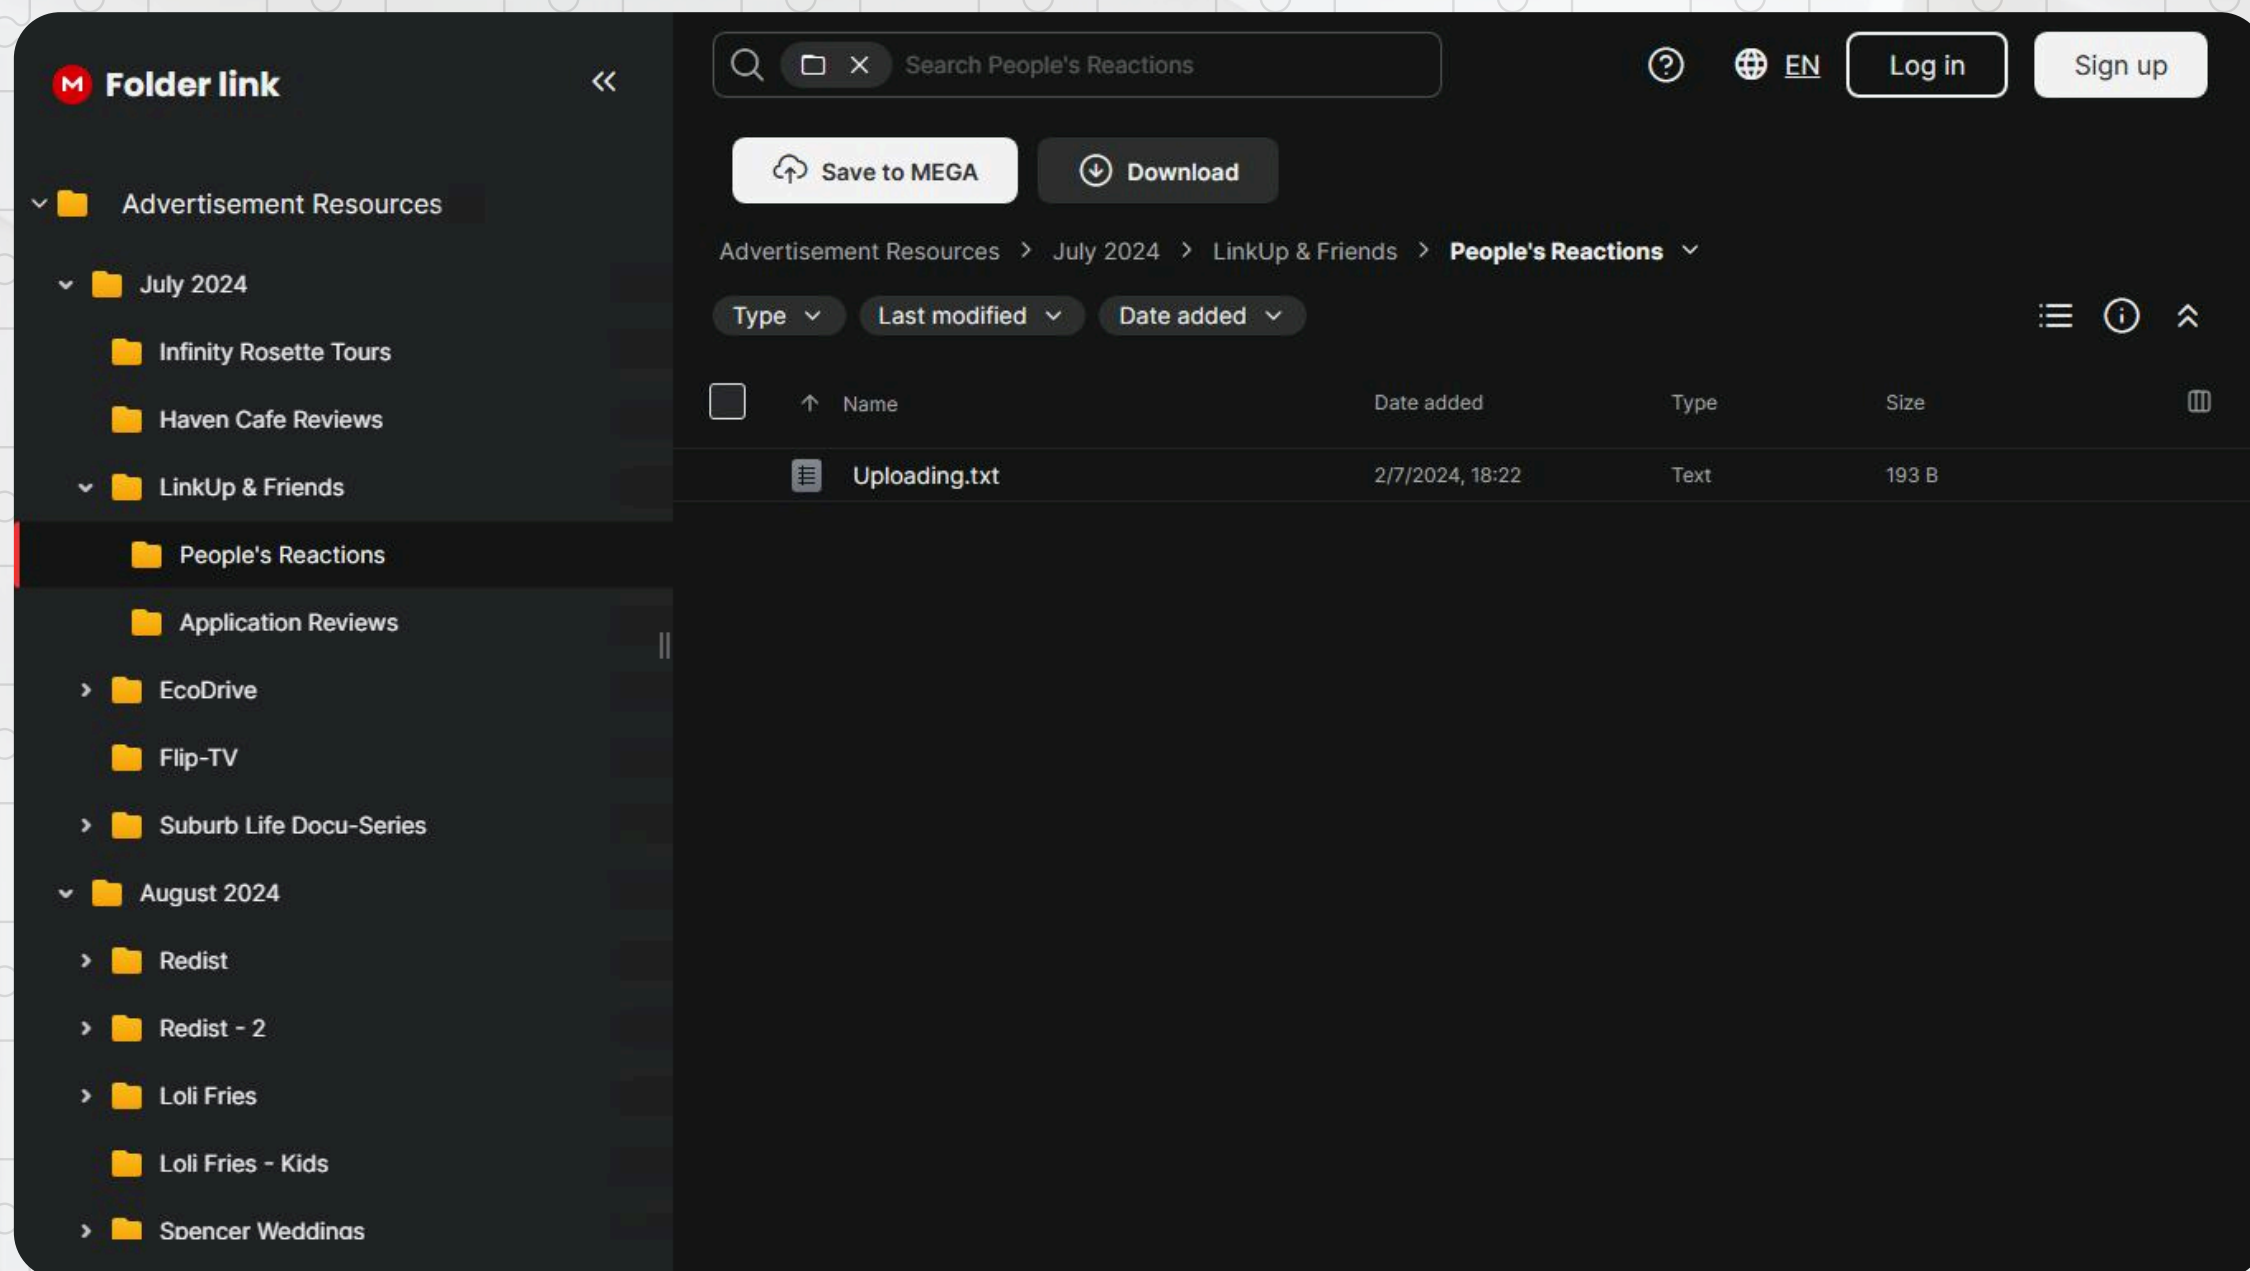 Folder link
Advertisement Resources
July 2024
Infinity Rosette Tours
Haven Cafe Reviews
LinkUp & Friends
People's Reactions
Application Reviews
EcoDrive
Flip-TV
Suburb Life Docu-Series
August 2024
Redist
Redist - 2
Loli Fries
Loli Fries - Kids
Spencer Weddings
Search People's Reactions
EN
Log in
Sign up
Save to MEGA
Download
Advertisement Resources > July 2024 > LinkUp & Friends > People's Reactions
Type
Last modified
Date added
Name
Date added
Type
Size
Uploading.txt
2/7/2024, 18:22
Text
193 B